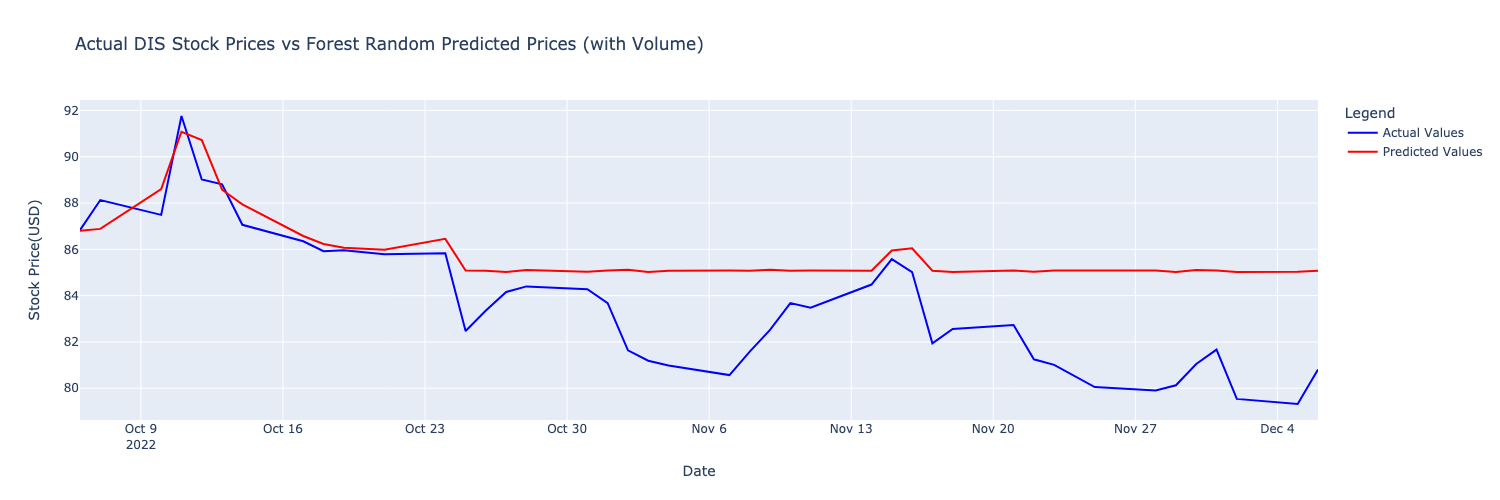 Actual DIS Stock Prices vs Forest Random Predicted Prices (with Volume)
Legend
Actual Values
Predicted Values
Stock Price(USD)
92
90
88
86
84
82
80
Oct 9
2022
Oct 16
Oct 23
Oct 30
Nov 6
Nov 13
Nov 20
Nov 27
Dec 4
Date